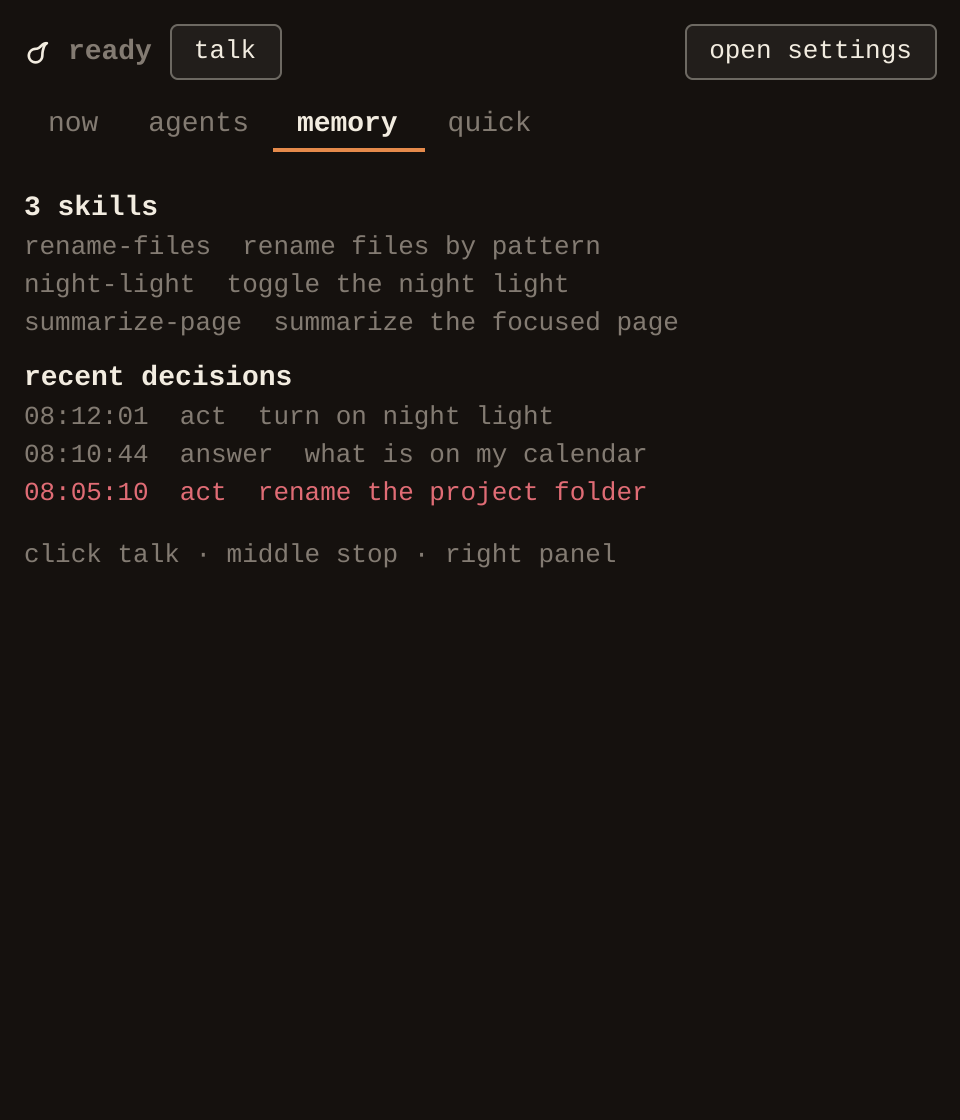 ready talk open settings
now agents memory quick
3 skills
rename-files rename files by pattern
night-light toggle the night light
summarize-page summarize the focused page
recent decisions
08:12:01 act turn on night light
08:10:44 answer what is on my calendar
08:05:10 act rename the project folder
click talk · middle stop · right panel